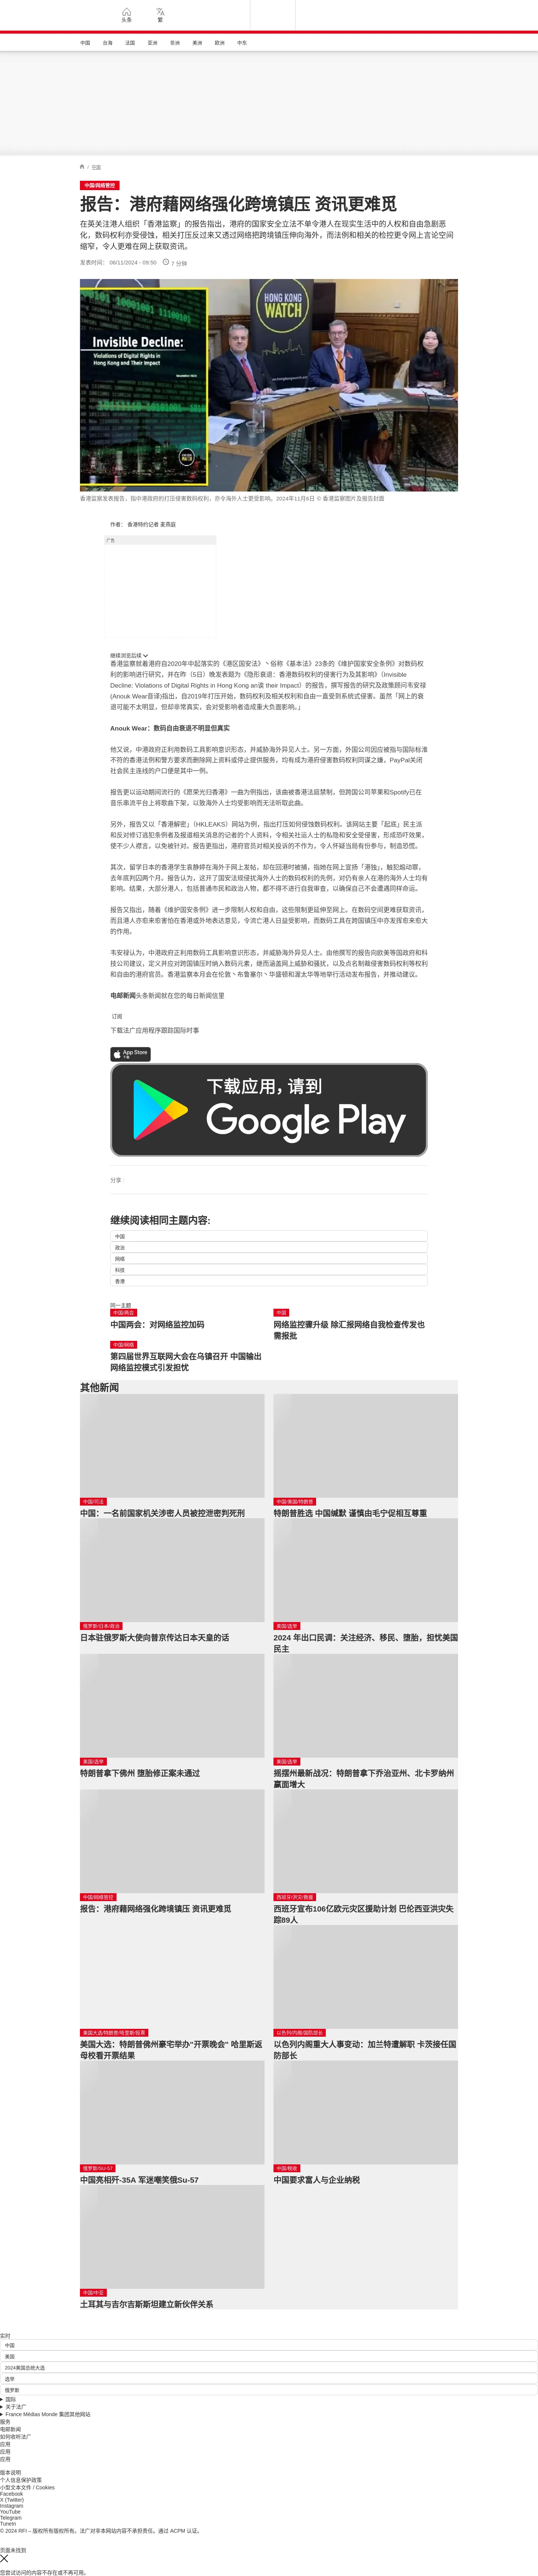 头条
繁
中国
台海
法国
亚洲
非洲
美洲
欧洲
中东
/ 中国
中国/网络管控
报告：港府藉网络强化跨境镇压 资讯更难觅
在英关注港人组织「香港监察」的报告指出，港府的国家安全立法不单令港人在现实生活中的人权和自由急剧恶
化，数码权利亦受侵蚀，相关打压反过来又透过网络把跨境镇压伸向海外，而法例和相关的检控更令网上言论空间
缩窄，令人更难在网上获取资讯。
发表时间： 06/11/2024 - 09:50
7 分钟
Invisible Decline:
Violations of Digital Rights in
Hong Kong and Their Impact
HONG KONG
WATCH
香港监察发表报告，指中港政府的打压侵害数码权利，亦令海外人士更受影响。2024年11月6日 © 香港监察图片及报告封面
作者： 香港特约记者 麦燕庭
广告
继续浏览后续
香港监察就着港府自2020年中起落实的《港区国安法》丶俗称《基本法》23条的《维护国家安全条例》对数码权
利的影响进行研究，并在昨（5日）晚发表题为《隐形衰退：香港数码权利的侵害行为及其影响》（Invisible
Decline: Violations of Digital Rights in Hong Kong an读 their Impact）的报告，撰写报告的研究及政策顾问韦安禄
(Anouk Wear音译)指出，自2019年打压开始，数码权利及相关权利和自由一直受到系统式侵害。虽然「网上的衰
退可能不太明显，但却非常真实，会对受影响者造成重大负面影响。」
Anouk Wear：数码自由衰退不明显但真实
他又说，中港政府正利用数码工具影响意识形态，并威胁海外异见人士。另一方面，外国公司因应被指与国际标准
不符的香港法例和警方要求而删除网上资料或停止提供服务，均有成为港府侵害数码权利同谋之嫌，PayPal关闭
社会民主连线的户口便是其中一例。
报告更以运动期间流行的《愿荣光归香港》一曲为例指出，该曲被香港法庭禁制，但跨国公司苹果和Spotify已在
音乐串流平台上将歌曲下架，以致海外人士均受影响而无法听取此曲。
另外，报告又以「香港解密」（HKLEAKS）网站为例，指出打压如何侵蚀数码权利。该网站主要「起底」民主派
和反对修订逃犯条例者及报道相关消息的记者的个人资料，令相关社运人士的私隐和安全受侵害，形成恐吓效果，
使不少人襟言，以免被针对。报告更指出，港府官员对相关投诉的不作为，令人怀疑当局有份参与，制造恐慌。
其次，留学日本的香港学生袁静婷在海外于网上发帖，却在回港时被捕，指她在网上宣扬「港独」，触犯煽动罪，
去年底判囚两个月。报告认为，这开了国安法规侵扰海外人士的数码权利的先例，对仍有亲人在港的海外人士均有
影响。结果，大部分港人，包括普通市民和政治人物，都不得不进行自我审查，以确保自己不会遭遇同样命运。
报告又指出，随着《维护国安条例》进一步限制人权和自由，这些限制更延伸至网上。在数码空间更难获取资讯，
而且港人亦愈来愈害怕在香港或外地表达意见，令流亡港人日益受影响，而数码工具在跨国镇压中亦发挥愈来愈大
的作用。
韦安禄认为，中港政府正利用数码工具影响意识形态，并威胁海外异见人士。由他撰写的报告向欧美等国政府和科
技公司建议，定义并应对跨国镇压时纳入数码元素，继而涵盖网上威胁和骚扰，以及点名制裁侵害数码权利等权利
和自由的港府官员。香港监察本月会在伦敦丶布鲁塞尔丶华盛顿和渥太华等地举行活动发布报告，并推动建议。
电邮新闻头条新闻就在您的每日新闻信里
订阅
下载法广应用程序跟踪国际时事
App Store
下载应用，请到
Google Play
分享 :
继续阅读相同主题内容:
中国
政治
网络
科技
香港
同一主题
中国/两会
中国两会：对网络监控加码
中国
网络监控骤升级 除汇报网络自我检查传发也
需报批
中国/网络
第四届世界互联网大会在乌镇召开 中国输出
网络监控模式引发担忧
其他新闻
中国/司法
中国：一名前国家机关涉密人员被控泄密判死刑
中国/美国/特朗普
特朗普胜选 中国缄默 谨慎由毛宁促相互尊重
俄罗斯/日本/政治
日本驻俄罗斯大使向普京传达日本天皇的话
美国/选举
2024 年出口民调：关注经济、移民、堕胎，担忧美国
民主
美国/选举
特朗普拿下佛州 堕胎修正案未通过
美国/选举
摇摆州最新战况：特朗普拿下乔治亚州、北卡罗纳州
赢面增大
中国/网络管控
报告：港府藉网络强化跨境镇压 资讯更难觅
西班牙/洪灾/救援
西班牙宣布106亿欧元灾区援助计划 巴伦西亚洪灾失
踪89人
美国大选/特朗普/哈里斯/投票
美国大选：特朗普佛州豪宅举办“开票晚会” 哈里斯返
母校看开票结果
以色列/内阁/国防部长
以色列内阁重大人事变动：加兰特遭解职 卡茨接任国
防部长
俄罗斯/SU-57
中国亮相歼-35A 军迷嘲笑俄Su-57
中国/税收
中国要求富人与企业纳税
中国/中亚
土耳其与吉尔吉斯斯坦建立新伙伴关系
实时
中国
美国
2024美国总统大选
选举
俄罗斯
国际
关于法广
France Médias Monde 集团其他网站
服务
电邮新闻
如何收听法广
应用
应用
应用
版本说明
个人信息保护政策
小型文本文件 / Cookies
Facebook
X (Twitter)
Instagram
YouTube
Telegram
TuneIn
© 2024 RFI – 版权所有版权所有。法广对非本网站内容不承担责任。通过 ACPM 认证。
页面未找到
您尝试访问的内容不存在或不再可用。